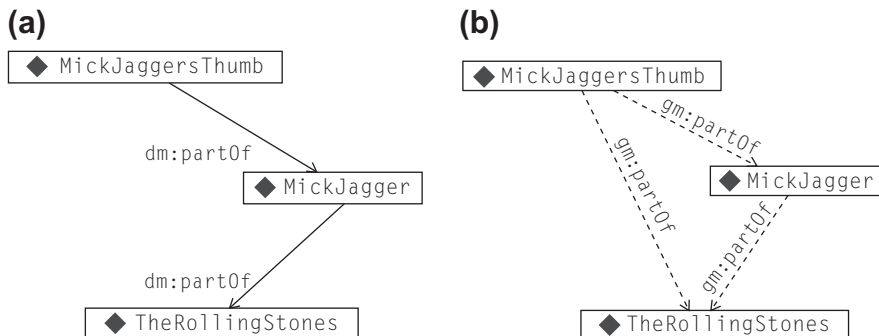 (a)
◆ MickJaggersThumb
dm:partOf
◆ MickJagger
dm:partOf
◆ TheRollingStones
(b)
◆ MickJaggersThumb
gm:partOf
gm:partOf
◆ MickJagger
gm:partOf
◆ TheRollingStones